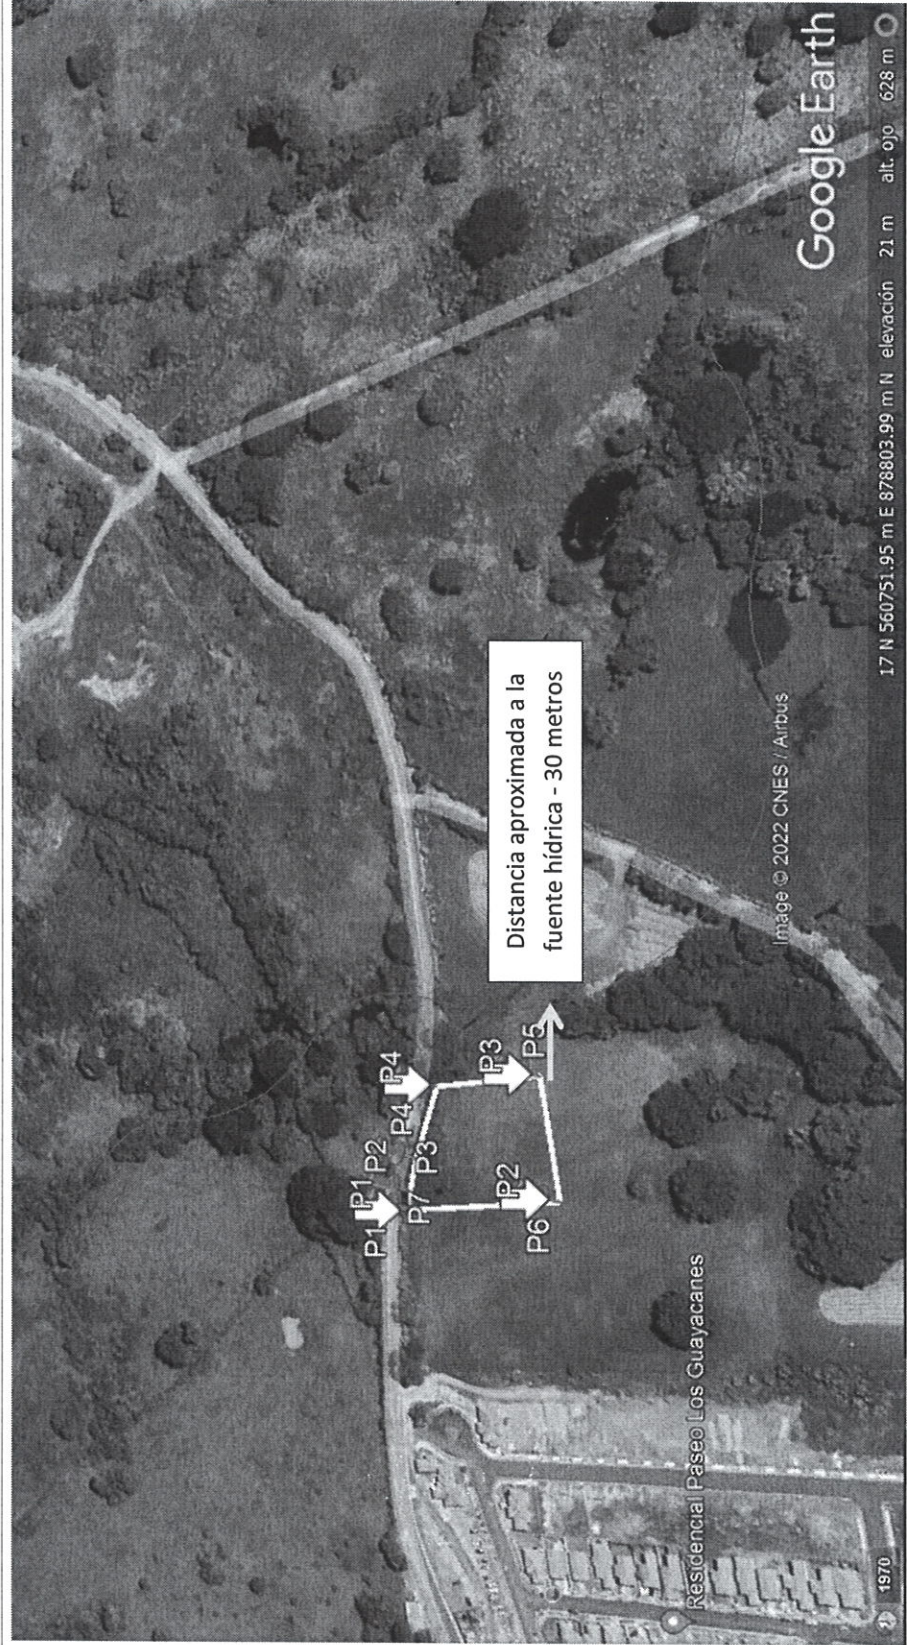 P1
P1
P2
P4
P4
P7
P3
P2
P3
P6
P5
Distancia aproximada a la
fuente hídrica - 30 metros
Residencial Paseo Los Guayacanes
Image © 2022 CNES / Airbus
Google Earth
1970
17 N 560751.95 m E 878803.99 m N elevación 21 m alt. ojo 628 m